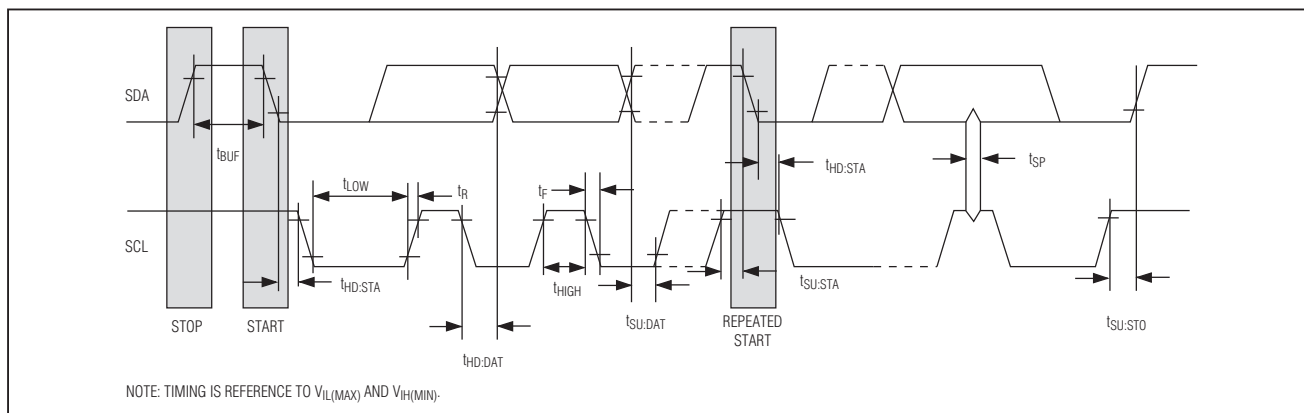 SDA
tBUF
tLOW
tR
tF
tHD:STA
tSP
SCL
tHD:STA
tHIGH
tSU:STA
tSU:DAT
tSU:STO
STOP
START
REPEATED
START
tHD:DAT
NOTE: TIMING IS REFERENCE TO VIL(MAX) AND VIH(MIN).